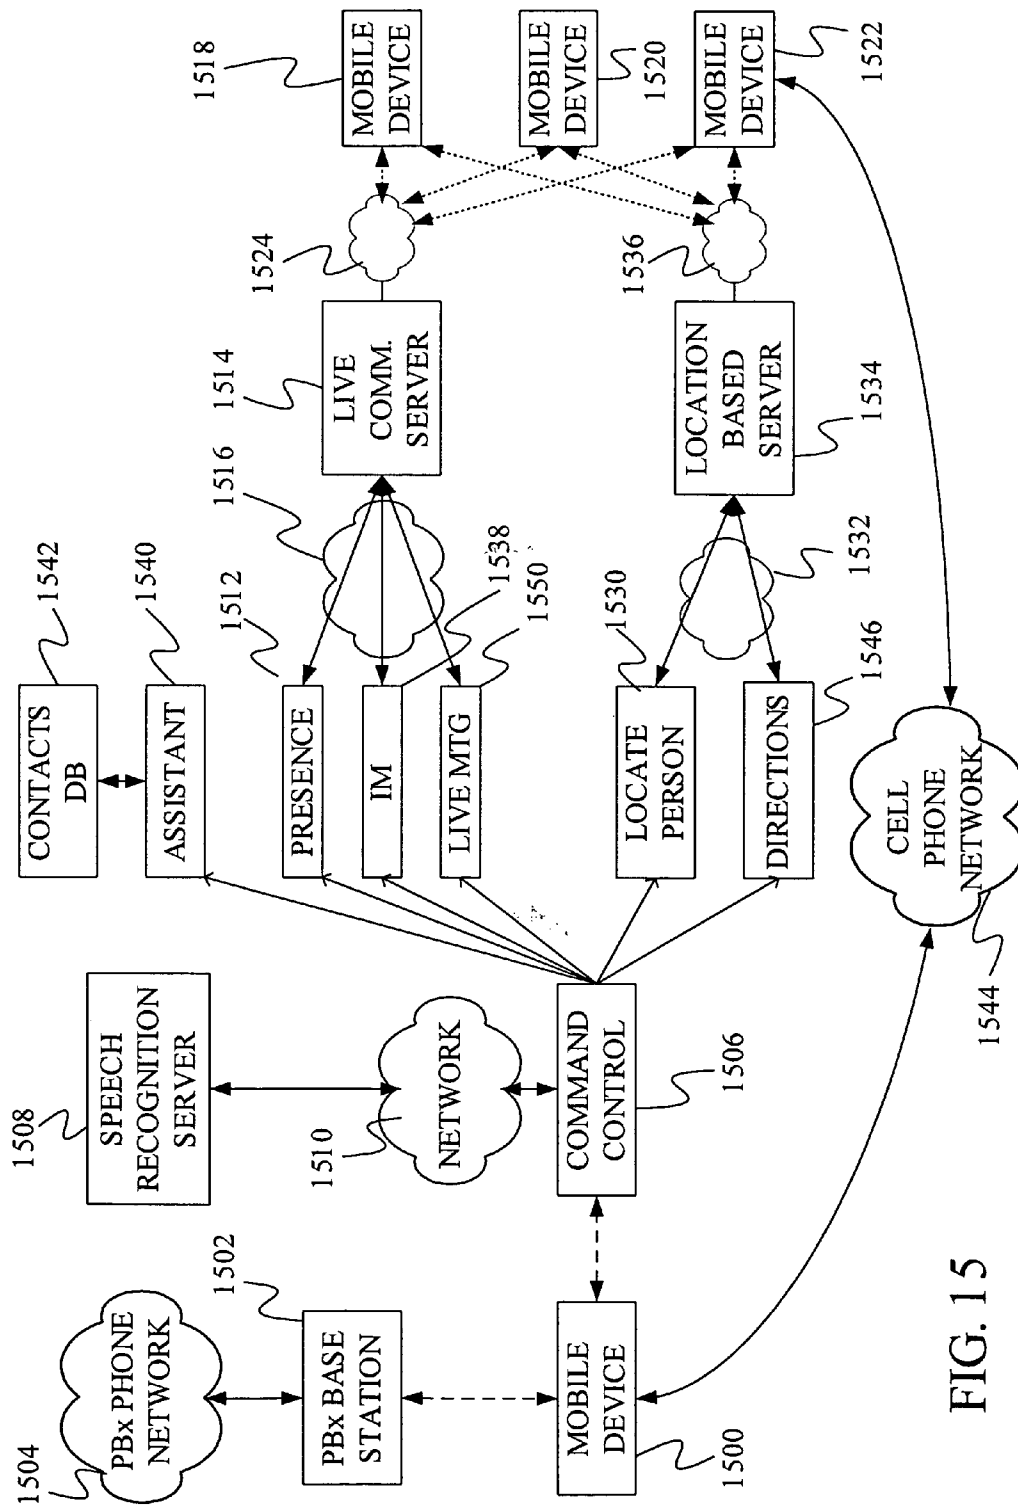 1504
PBx PHONE
NETWORK
1502
PBx BASE
STATION
MOBILE
DEVICE
1500
1508
SPEECH
RECOGNITION
SERVER
1510
NETWORK
COMMAND
CONTROL
1506
CONTACTS
DB
1542
ASSISTANT
1540
PRESENCE
1512
IM
1538
LIVE MTG
1550
1516
LIVE
COMM.
SERVER
1514
1524
MOBILE
DEVICE
1518
MOBILE
DEVICE
1520
MOBILE
DEVICE
1522
LOCATE
PERSON
1530
DIRECTIONS
1546
1532
LOCATION
BASED
SERVER
1534
1536
CELL
PHONE
NETWORK
1544
FIG. 15